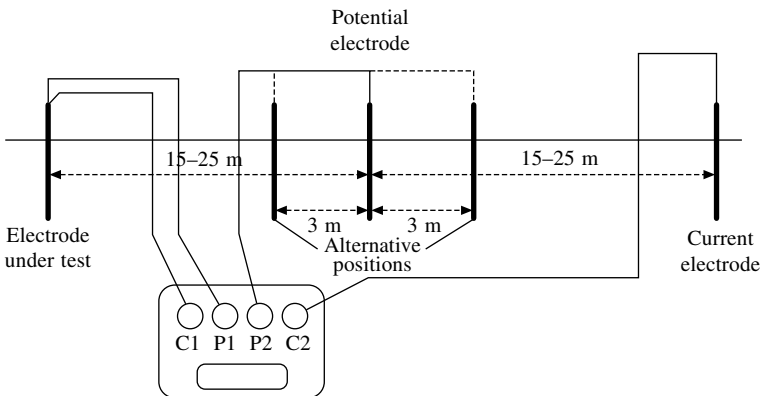 Potential
electrode
15–25 m
15–25 m
3 m
3 m
Electrode
under test
Alternative
positions
Current
electrode
C1 P1 P2 C2